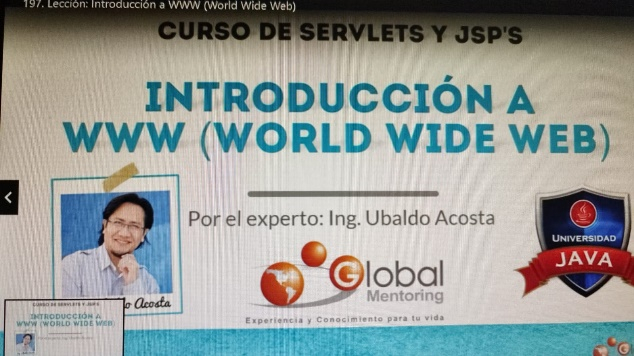 197. Lección: Introducción a WWW (World Wide Web)
CURSO DE SERVLETS Y JSP'S
INTRODUCCIÓN A
WWW (WORLD WIDE WEB)
Por el experto: Ing. Ubaldo Acosta
UNIVERSIDAD
JAVA
Global
Mentoring
Experiencia y Conocimiento para tu vida
Acosta
CURSO DE SERVLETS Y JSP'S
INTRODUCCIÓN A
WWW (WORLD WIDE WEB)